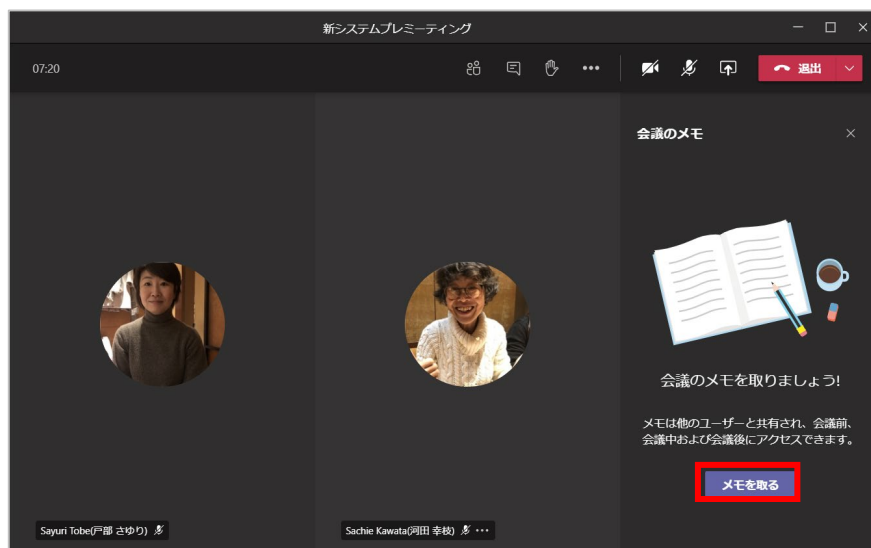 新システムプレミーティング
07:20
退出
会議のメモ
会議のメモを取りましょう!
メモは他のユーザーと共有され、会議前、
会議中および会議後にアクセスできます。
メモを取る
Sayuri Tobe(戸部 さゆり)
Sachie Kawata(河田 幸枝)